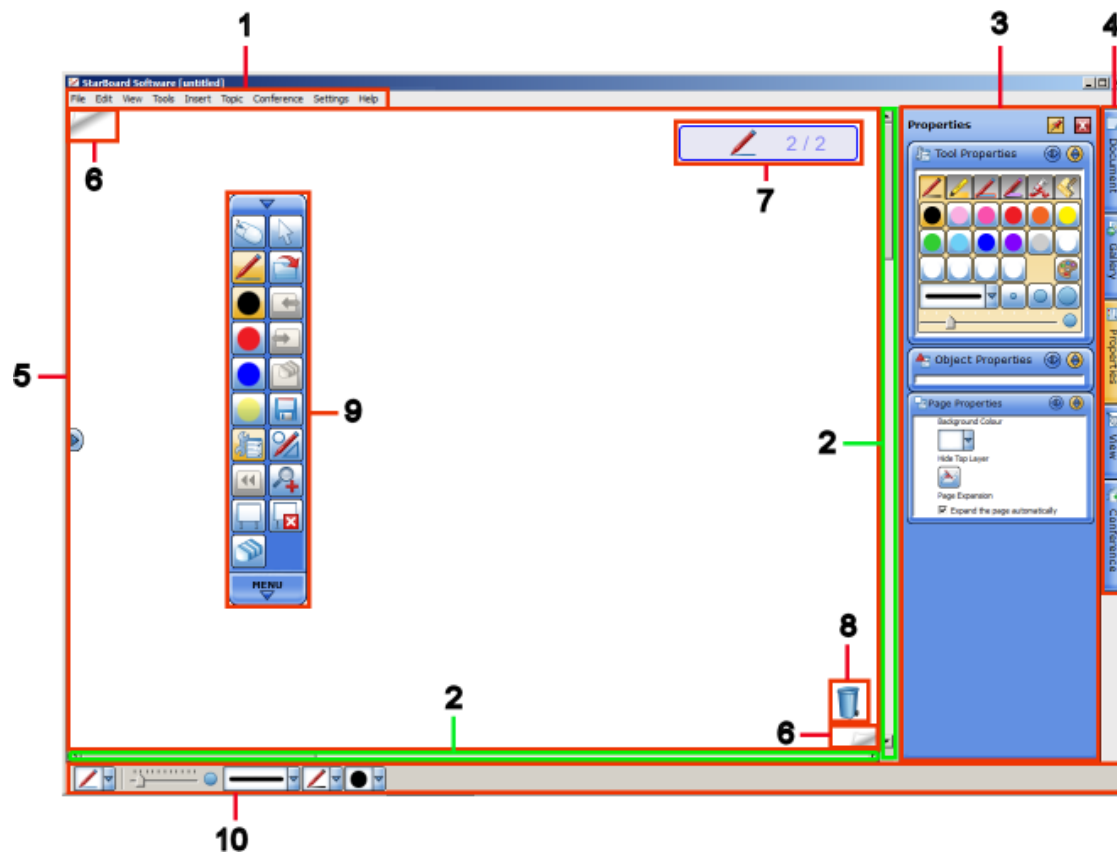 1
3
4
StarBoard Software [untitled]
File Edit View Tools Insert Topic Conference Settings Help
6
2 / 2
7
Properties
Tool Properties
Document
Gallery
Properties
View
Conference
5
9
2
Object Properties
Page Properties
Background Colour
Hide Top Layer
Page Expansion
Expand the page automatically
MENU
8
2
6
10